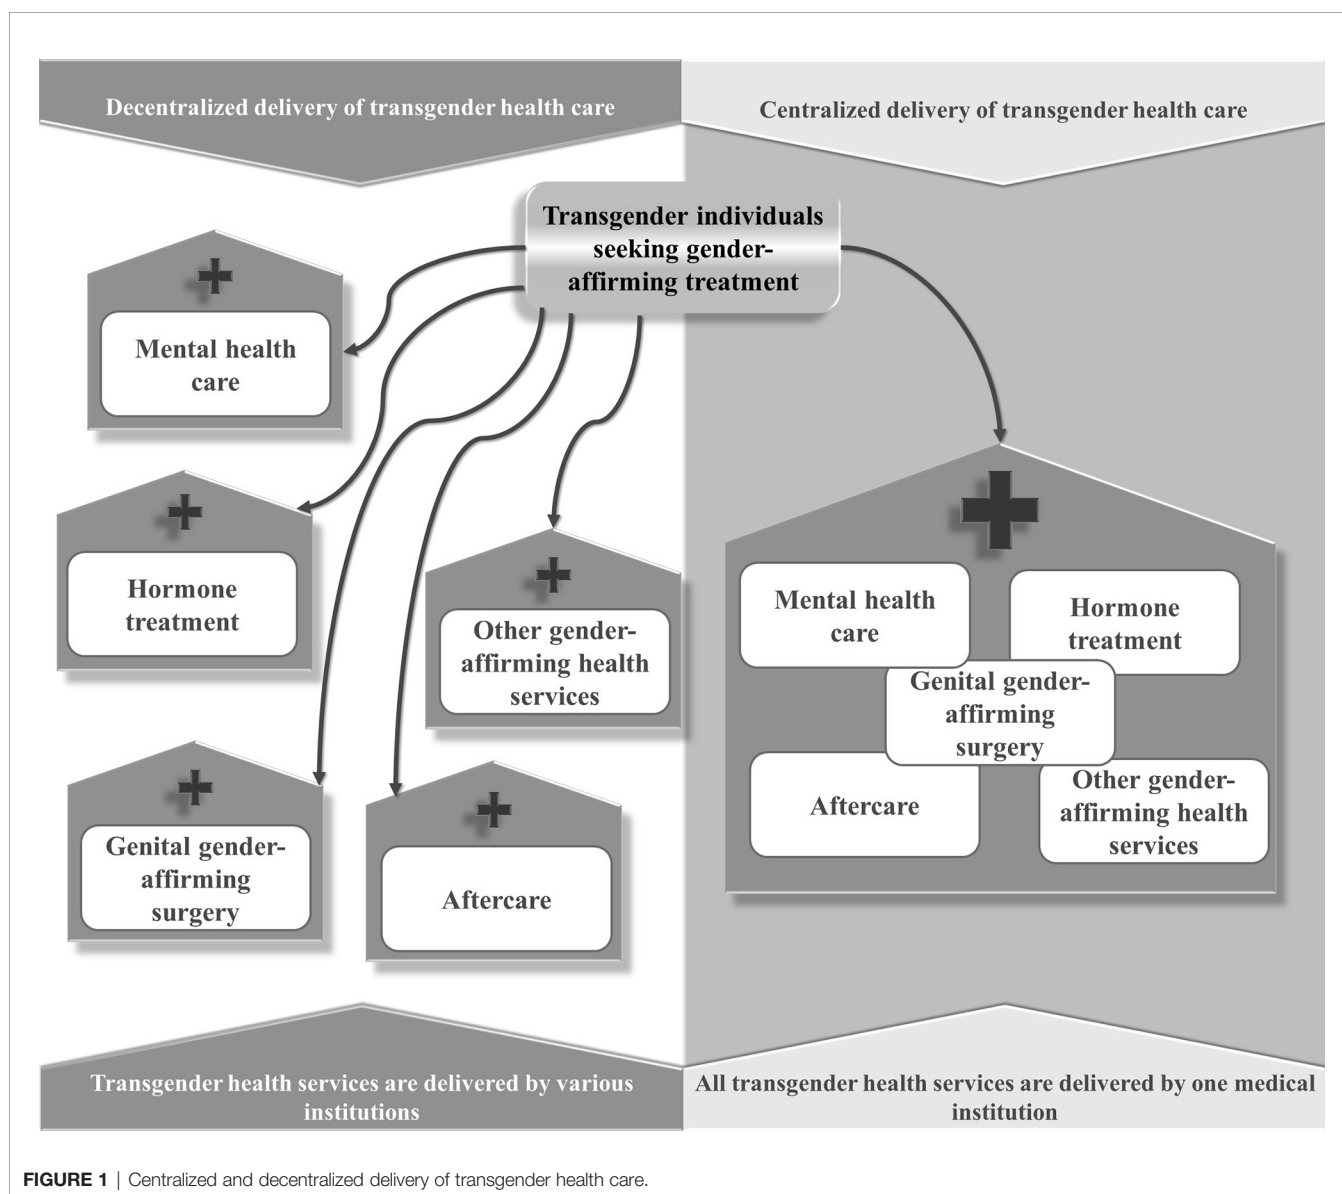 Decentralized delivery of transgender health care
Centralized delivery of transgender health care
Transgender individuals
seeking gender-
affirming treatment
Mental health
care
Hormone
treatment
Other gender-
affirming health
services
Genital gender-
affirming
surgery
Aftercare
Mental health
care
Hormone
treatment
Genital gender-
affirming
surgery
Aftercare
Other gender-
affirming health
services
Transgender health services are delivered by various
institutions
All transgender health services are delivered by one medical
institution
FIGURE 1 | Centralized and decentralized delivery of transgender health care.